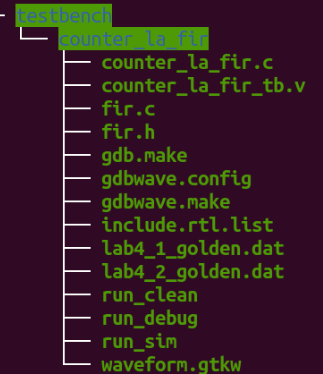 testbench
counter_la_fir
counter_la_fir.c
counter_la_fir_tb.v
fir.c
fir.h
gdb.make
gdbwave.config
gdbwave.make
include.rtl.list
lab4_1_golden.dat
lab4_2_golden.dat
run_clean
run_debug
run_sim
waveform.gtkw